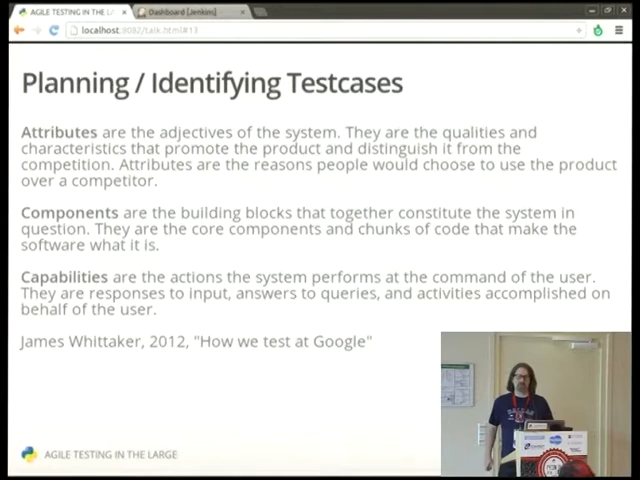 AGILE TESTING IN THE LARGE
Dashboard [Jenkins]
localhost:8082/talk.html#13
Planning / Identifying Testcases
Attributes are the adjectives of the system. They are the qualities and
characteristics that promote the product and distinguish it from the
competition. Attributes are the reasons people would choose to use the product
over a competitor.
Components are the building blocks that together constitute the system in
question. They are the core components and chunks of code that make the
software what it is.
Capabilities are the actions the system performs at the command of the user.
They are responses to input, answers to queries, and activities accomplished on
behalf of the user.
James Whittaker, 2012, "How we test at Google"
AGILE TESTING IN THE LARGE